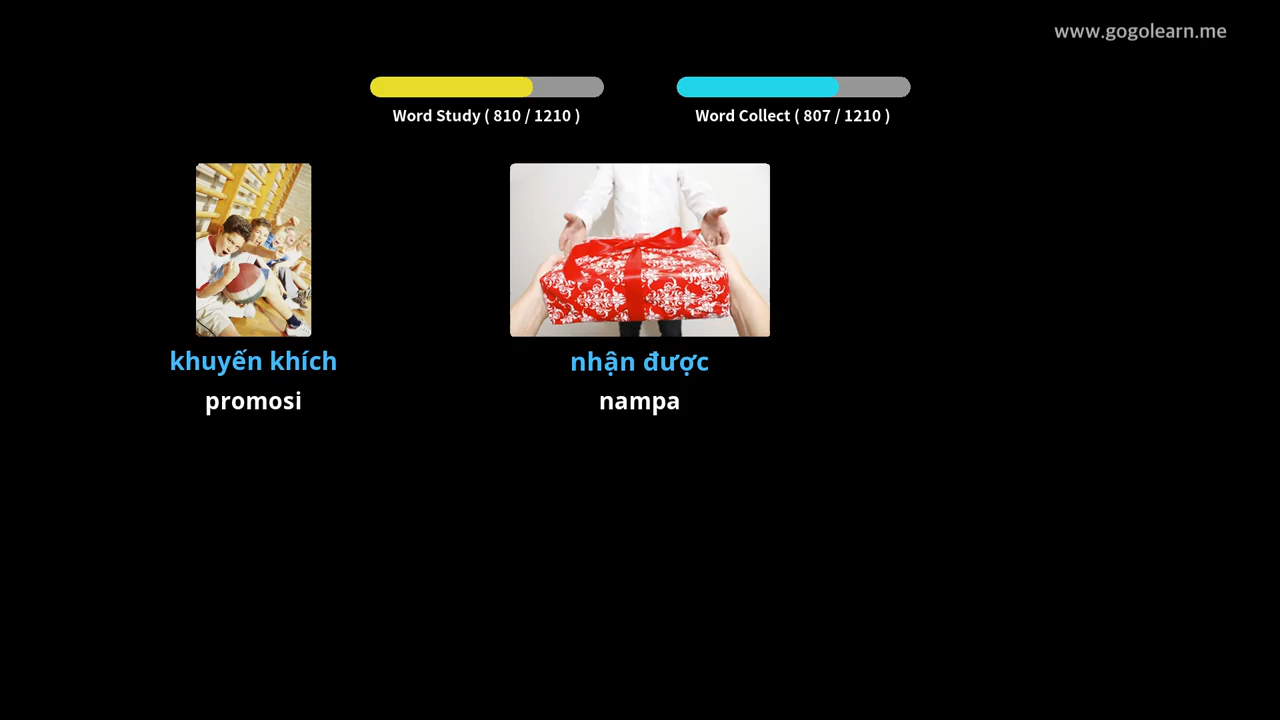 www.gogolearn.me
Word Study ( 810 / 1210 )
Word Collect ( 807 / 1210 )
khuyến khích
nhận được
promosi
nampa